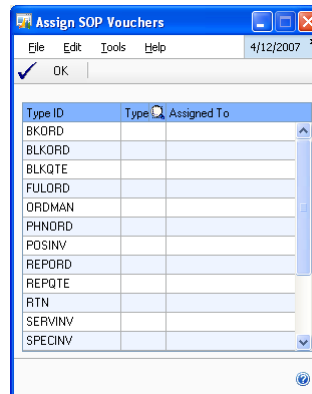 Assign SOP Vouchers
File Edit Tools Help 4/12/2007
OK
Type ID Type Assigned To
BKORD
BLKORD
BLKQTE
FULORD
ORDMAN
PHNORD
POSINV
REPORD
REPQTE
RTN
SERVINV
SPECINV